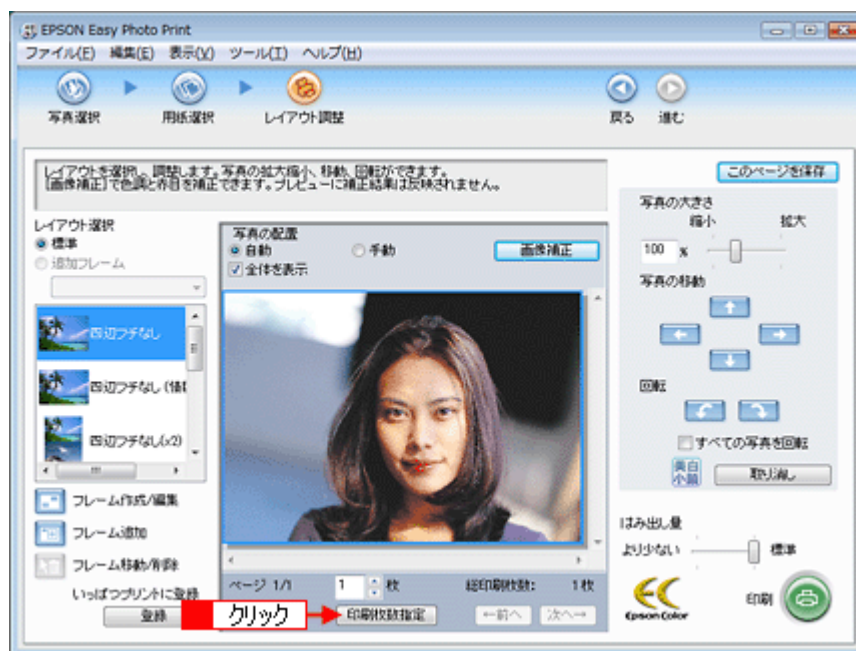 EPSON Easy Photo Print
ファイル(F) 編集(E) 表示(V) ツール(T) ヘルプ(H)
写真選択 用紙選択 レイアウト調整 戻る 進む
レイアウトを選択し、調整します。写真の拡大縮小、移動、回転ができます。
[画像補正]で色調と赤目を補正できます。プレビューに補正結果は反映されません。
このページを保存
レイアウト選択
標準
追加フレーム
四辺フチなし
四辺フチなし (情報
四辺フチなし(x2)
フレーム作成/編集
フレーム追加
フレーム移動/削除
いっぱつプリントに登録
登録
写真の配置
自動 手動 画像補正
全体を表示
ページ 1/1 1 枚 総印刷枚数: 1 枚
クリック 印刷枚数指定 ←前へ 次へ→
写真の大きさ
縮小 拡大
100 %
写真の移動
回転
すべての写真を回転
美白
小顔
取り消し
はみ出し量
より少ない 標準
Epson Color 印刷